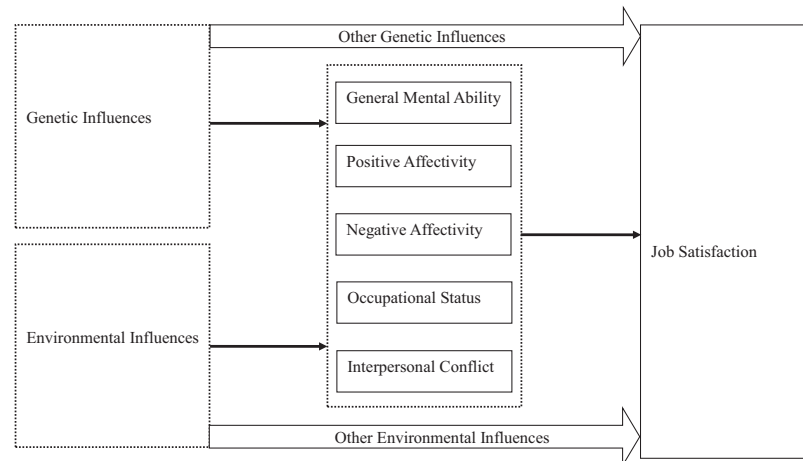 Other Genetic Influences
General Mental Ability
Genetic Influences
Positive Affectivity
Negative Affectivity
Job Satisfaction
Occupational Status
Environmental Influences
Interpersonal Conflict
Other Environmental Influences